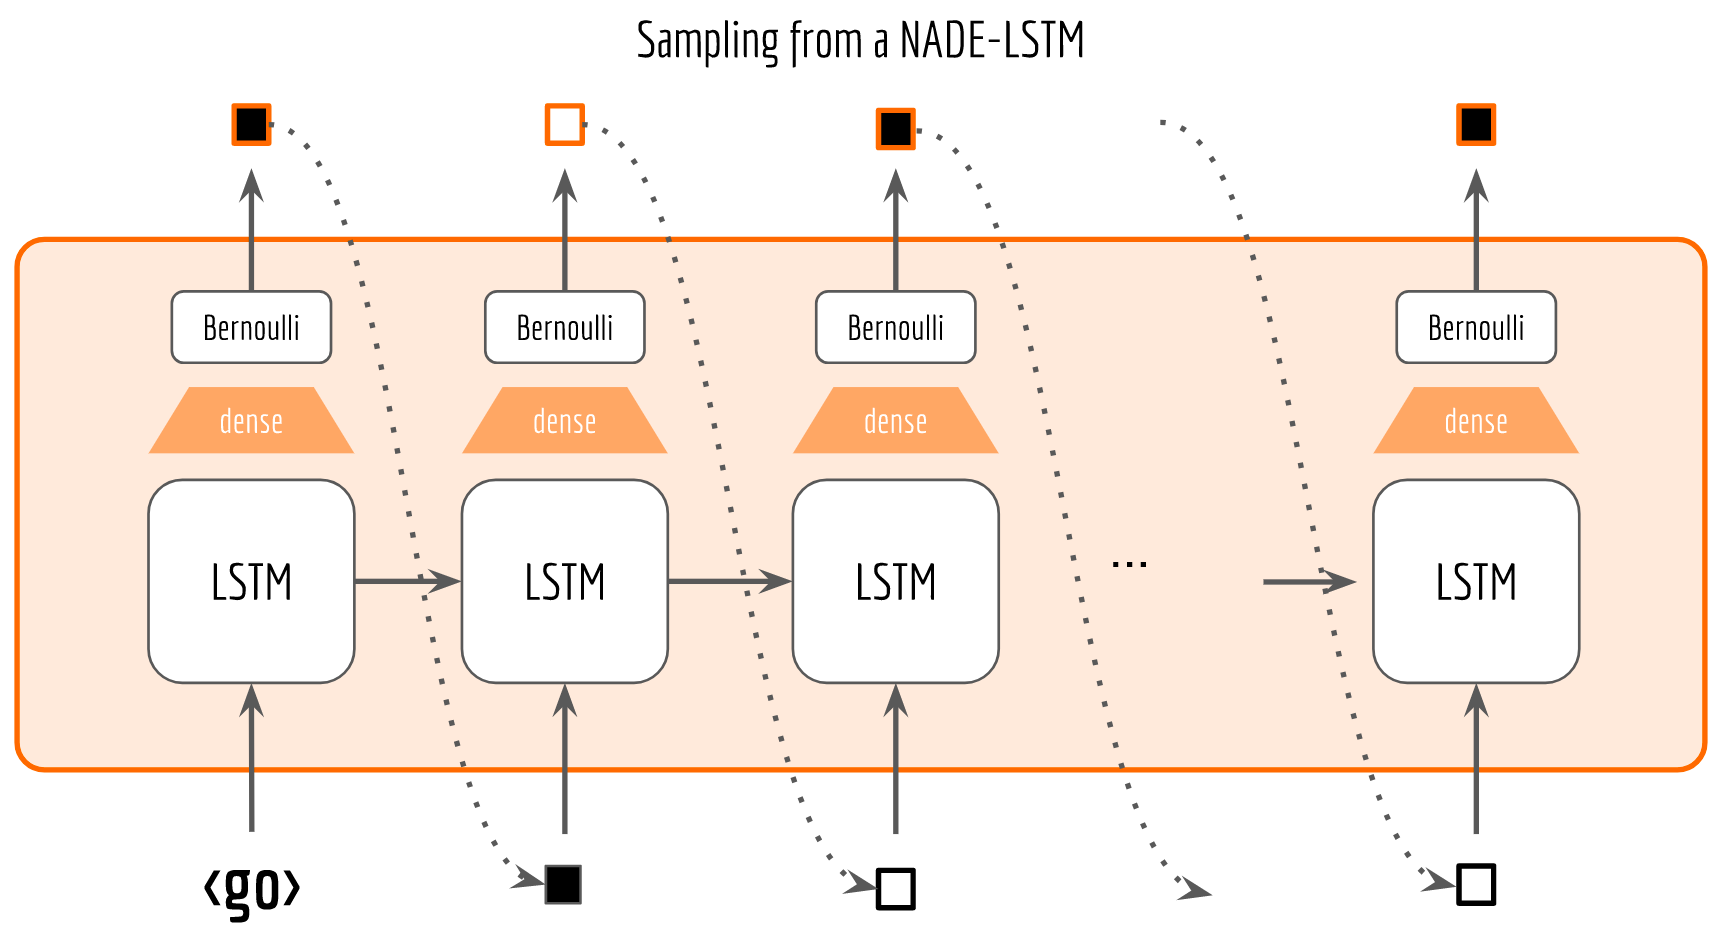 Sampling from a NADE-LSTM
Bernoulli Bernoulli Bernoulli Bernoulli
dense dense dense dense
LSTM LSTM LSTM ... LSTM
<go>